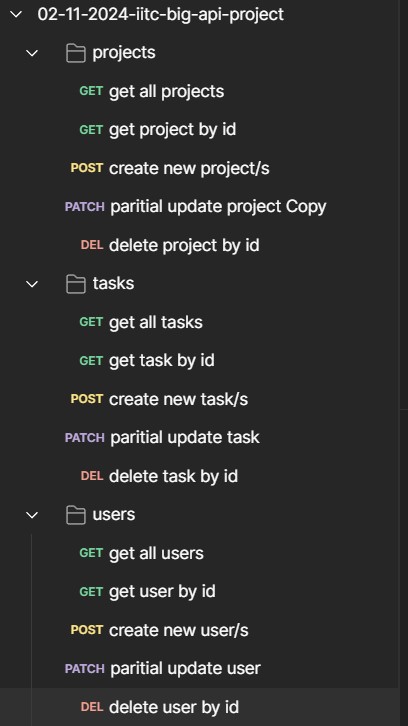 02-11-2024-iitc-big-api-project
projects
GET get all projects
GET get project by id
POST create new project/s
PATCH paritial update project Copy
DEL delete project by id
tasks
GET get all tasks
GET get task by id
POST create new task/s
PATCH paritial update task
DEL delete task by id
users
GET get all users
GET get user by id
POST create new user/s
PATCH paritial update user
DEL delete user by id